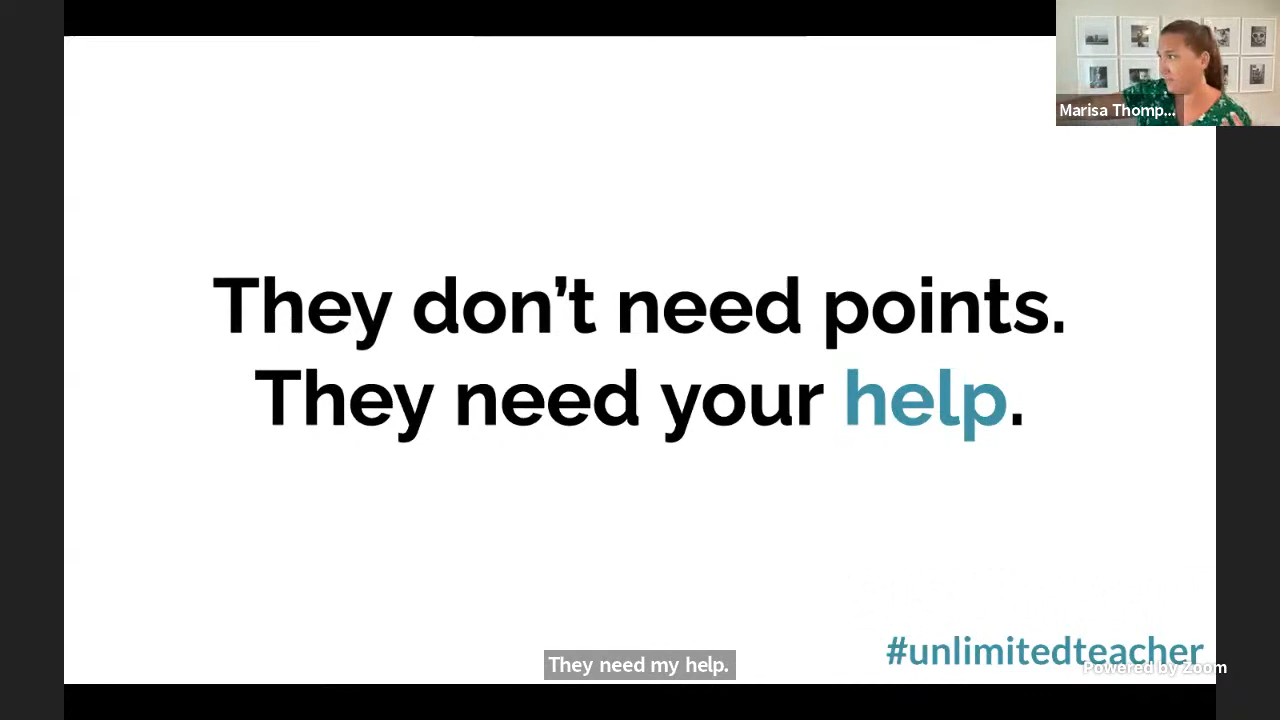 Marisa Thomp...
They don’t need points.
They need your help.
#unlimitedteacher
They need my help.
Powered by Zoom